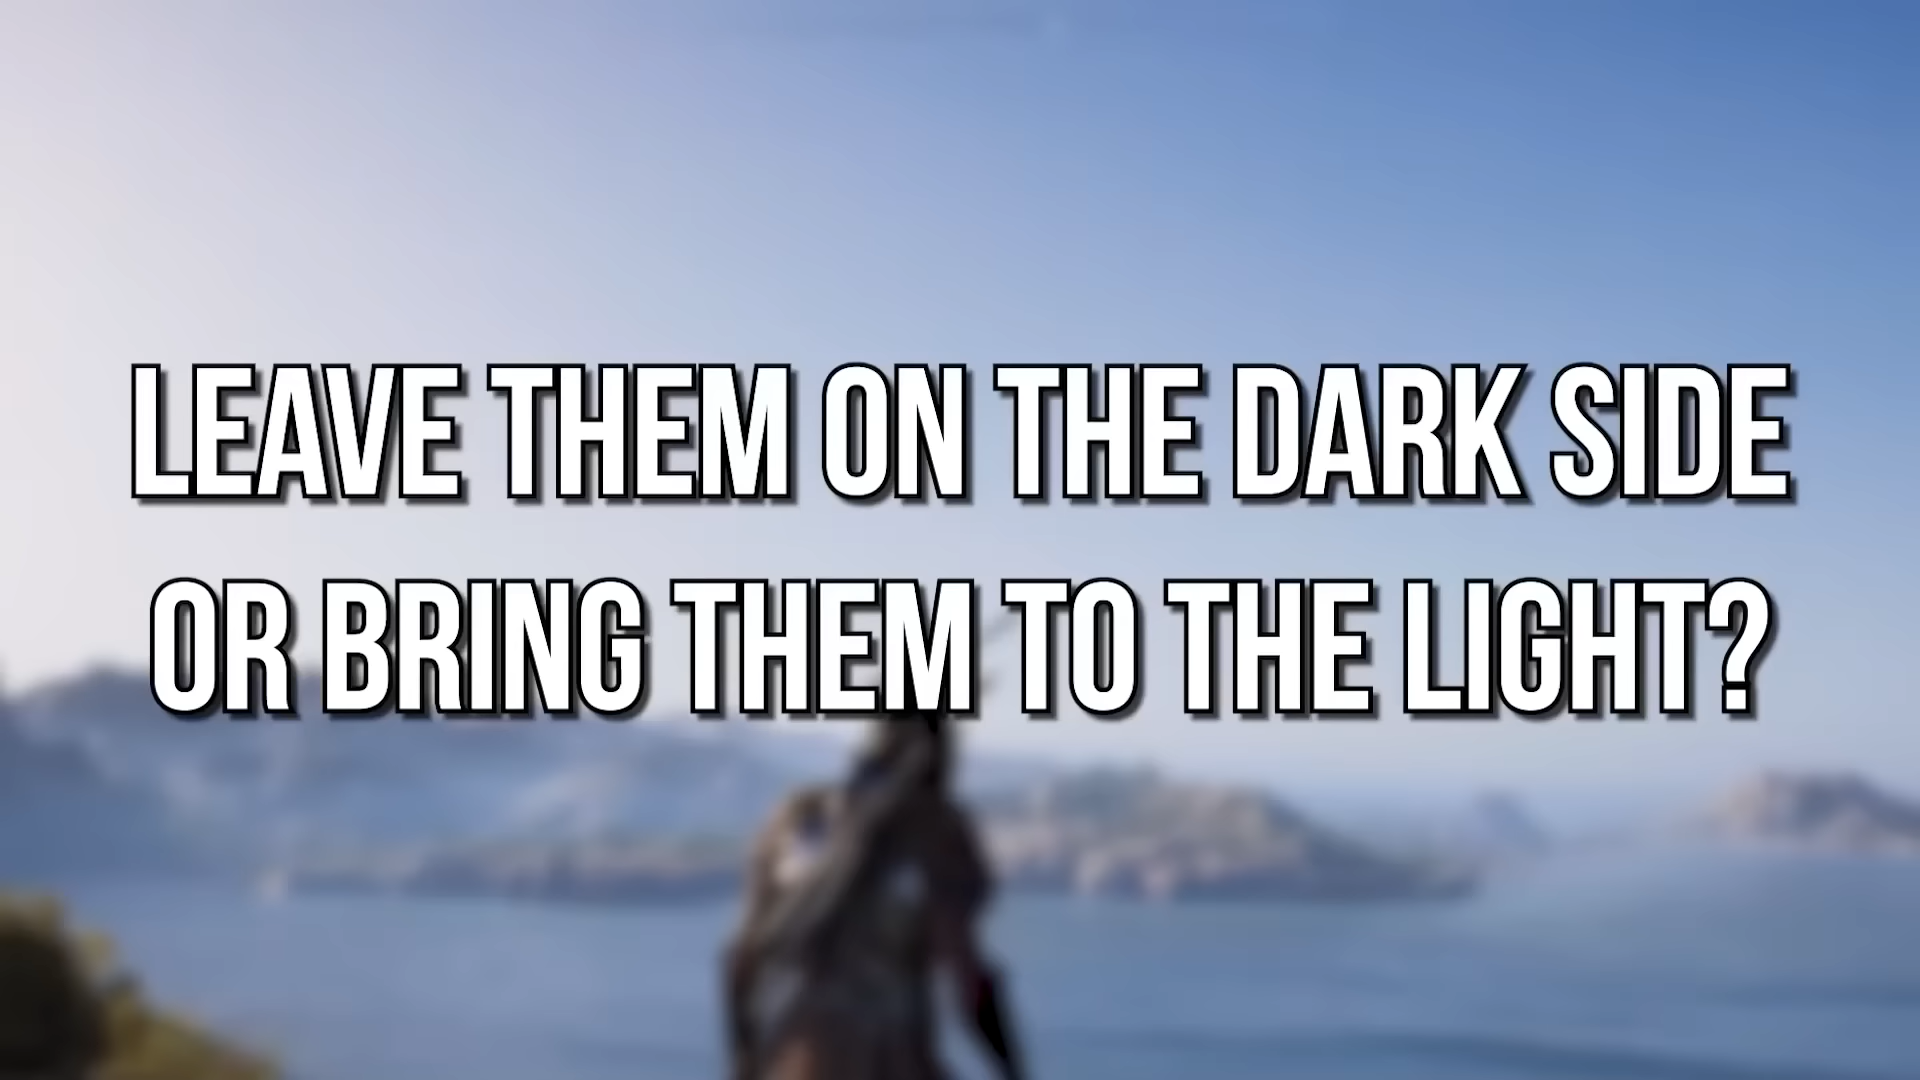 LEAVE THEM ON THE DARK SIDE
OR BRING THEM TO THE LIGHT?